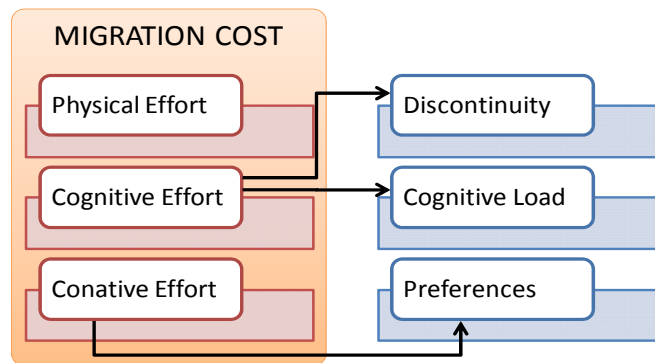 MIGRATION COST
Physical Effort
Discontinuity
Cognitive Effort
Cognitive Load
Conative Effort
Preferences